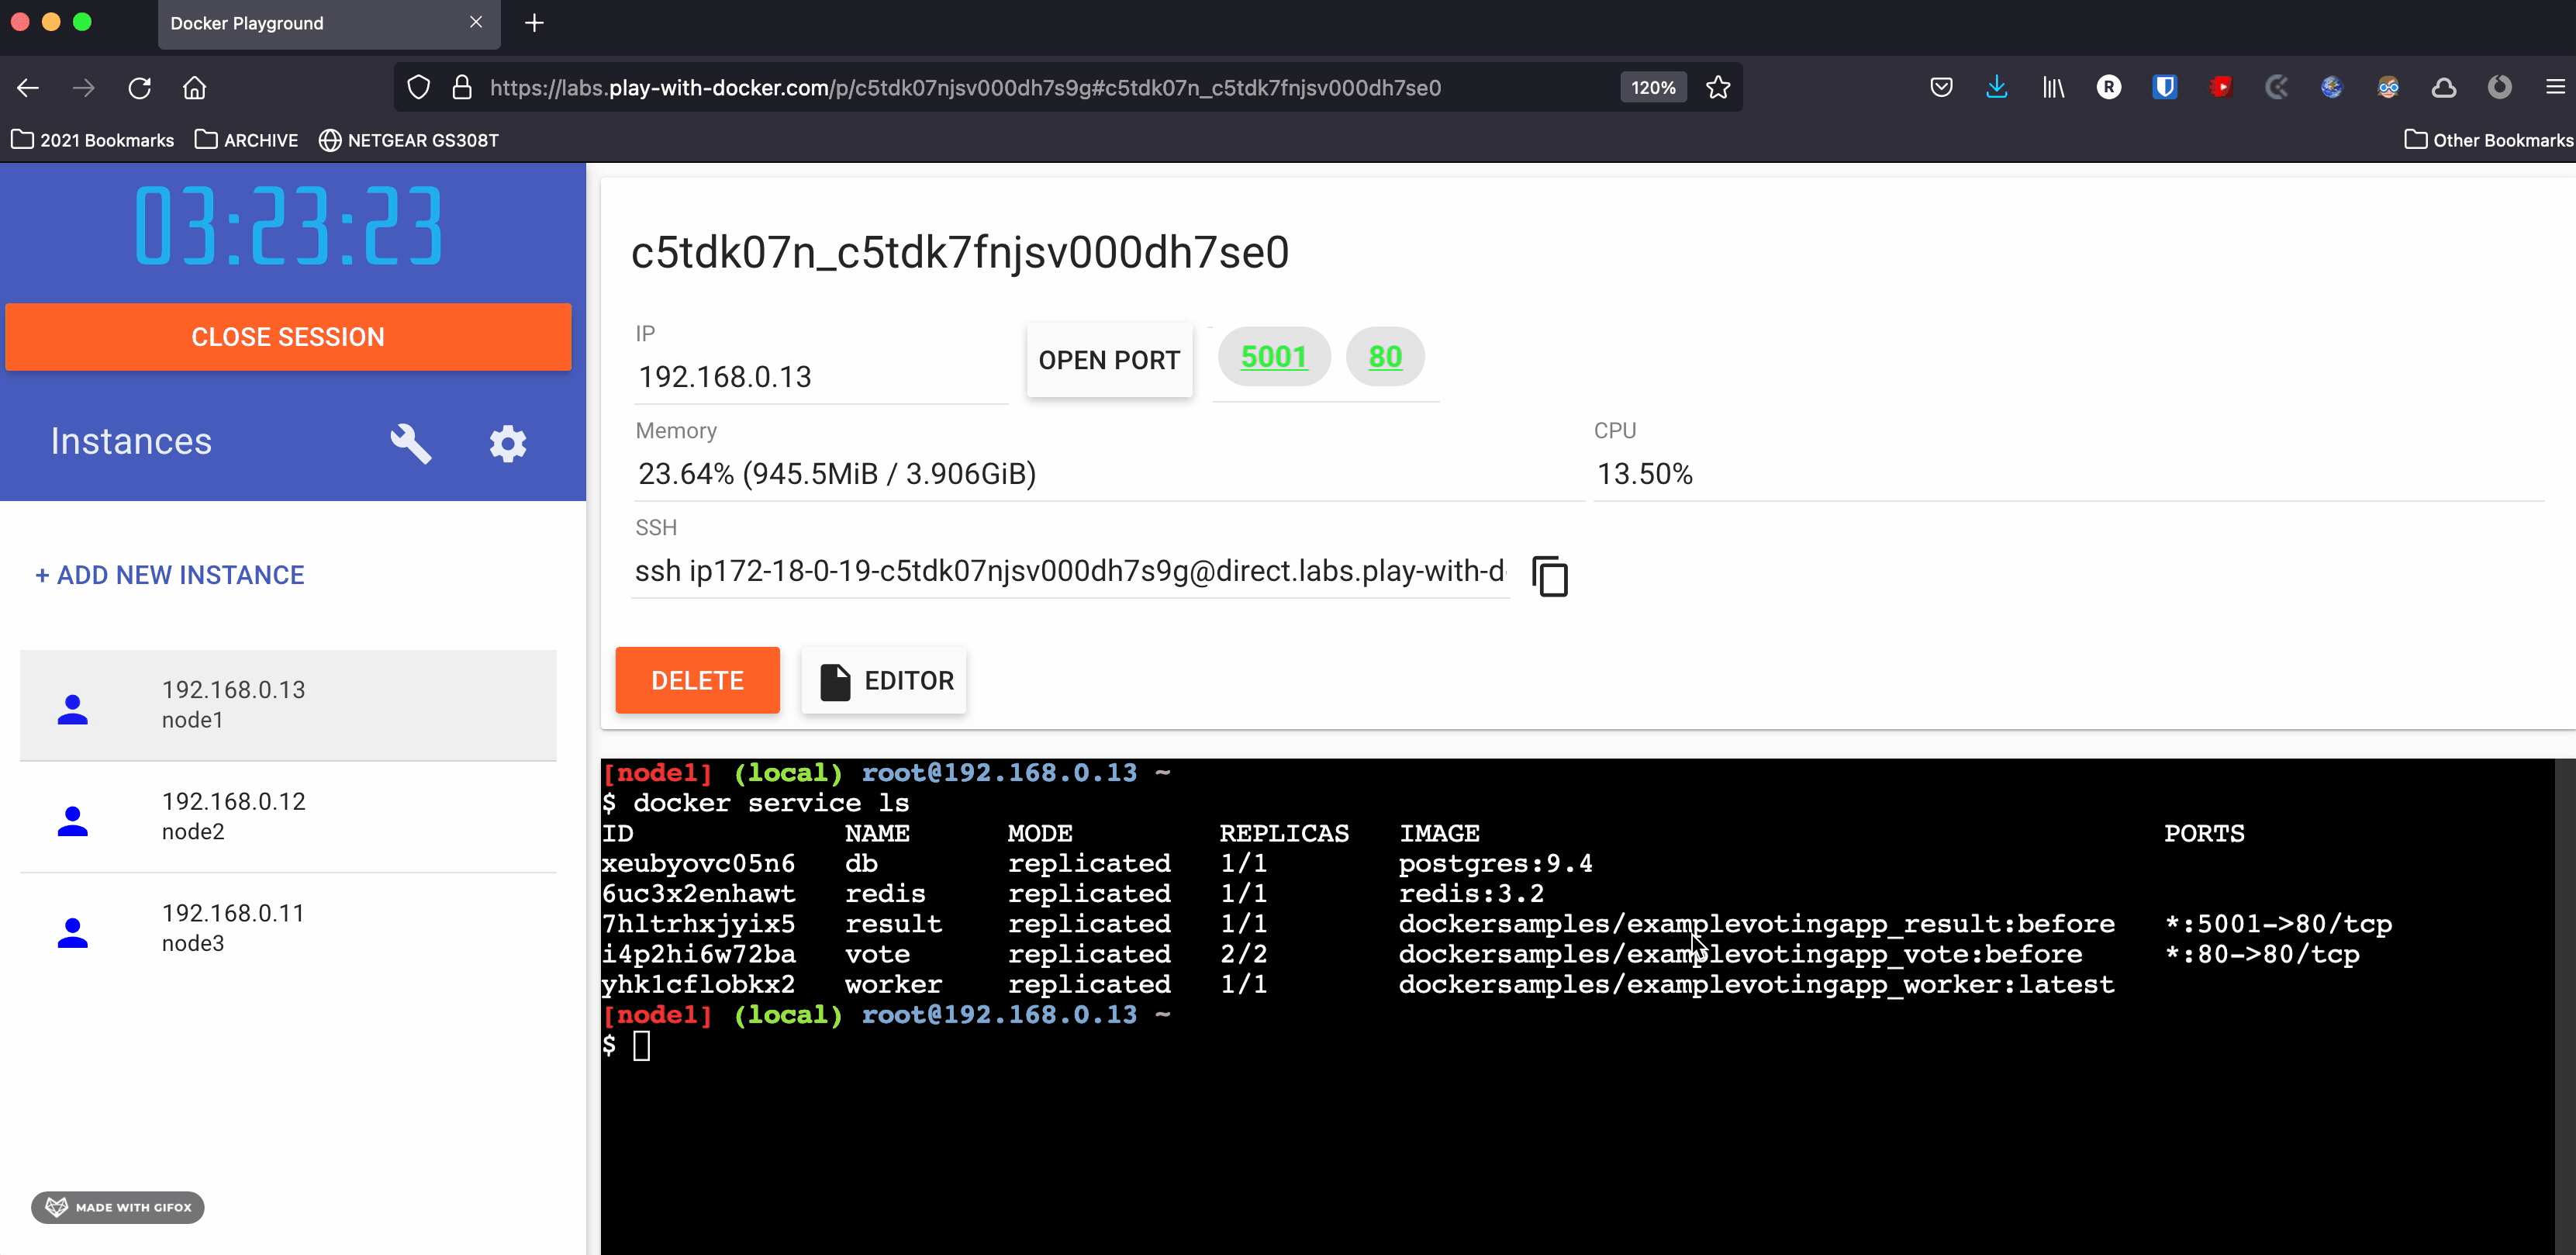 Docker Playground
https://labs.play-with-docker.com/p/c5tdk07njsv000dh7s9g#c5tdk07n_c5tdk7fnjsv000dh7se0
120%
R
2021 Bookmarks
ARCHIVE
NETGEAR GS308T
Other Bookmarks
03:23:23
CLOSE SESSION
Instances
+ ADD NEW INSTANCE
192.168.0.13
node1
192.168.0.12
node2
192.168.0.11
node3
MADE WITH GIFOX
c5tdk07n_c5tdk7fnjsv000dh7se0
IP
192.168.0.13
OPEN PORT
5001
80
Memory
23.64% (945.5MiB / 3.906GiB)
CPU
13.50%
SSH
ssh ip172-18-0-19-c5tdk07njsv000dh7s9g@direct.labs.play-with-d
DELETE
EDITOR
[node1] (local) root@192.168.0.13 ~
$ docker service ls
ID NAME MODE REPLICAS IMAGE PORTS
xeubyovc05n6 db replicated 1/1 postgres:9.4
6uc3x2enhawt redis replicated 1/1 redis:3.2
7hltrhxjyix5 result replicated 1/1 dockersamples/examplevotingapp_result:before *:5001->80/tcp
i4p2hi6w72ba vote replicated 2/2 dockersamples/examplevotingapp_vote:before *:80->80/tcp
yhk1cflobkx2 worker replicated 1/1 dockersamples/examplevotingapp_worker:latest
[node1] (local) root@192.168.0.13 ~
$